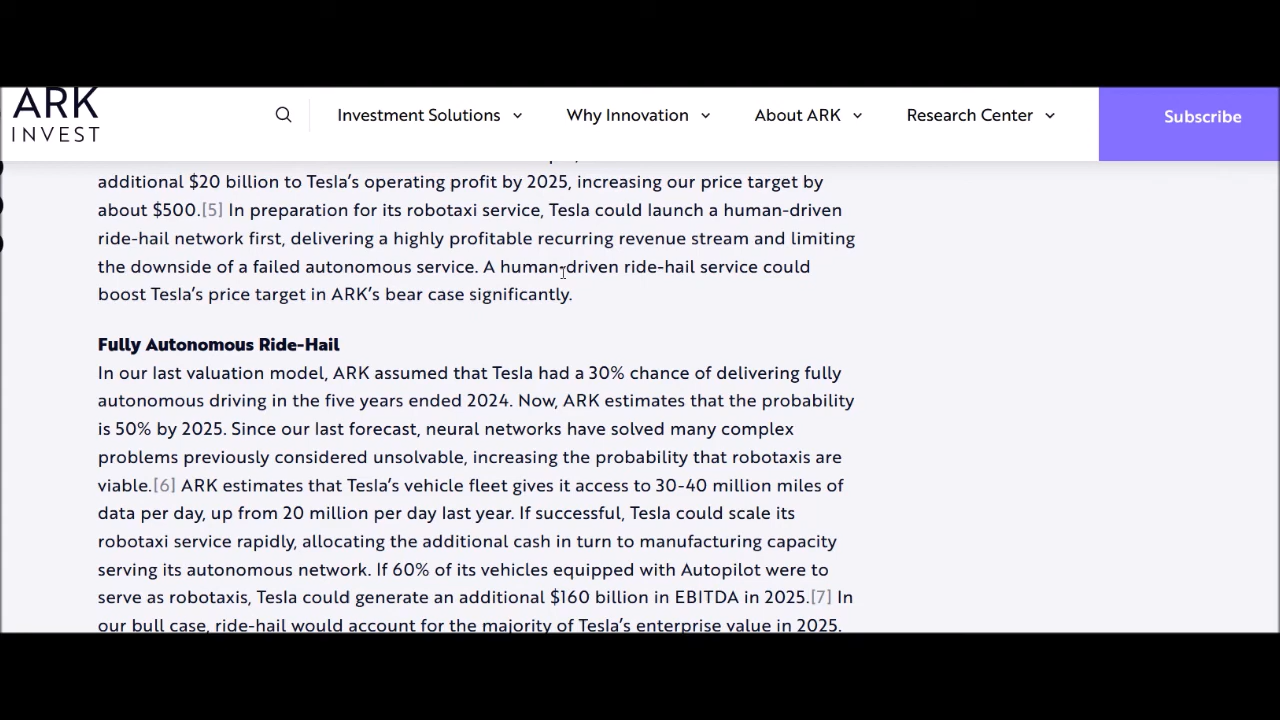 ARK
INVEST
Investment Solutions
Why Innovation
About ARK
Research Center
Subscribe
additional $20 billion to Tesla’s operating profit by 2025, increasing our price target by
about $500.[5] In preparation for its robotaxi service, Tesla could launch a human-driven
ride-hail network first, delivering a highly profitable recurring revenue stream and limiting
the downside of a failed autonomous service. A human-driven ride-hail service could
boost Tesla’s price target in ARK’s bear case significantly.
Fully Autonomous Ride-Hail
In our last valuation model, ARK assumed that Tesla had a 30% chance of delivering fully
autonomous driving in the five years ended 2024. Now, ARK estimates that the probability
is 50% by 2025. Since our last forecast, neural networks have solved many complex
problems previously considered unsolvable, increasing the probability that robotaxis are
viable.[6] ARK estimates that Tesla’s vehicle fleet gives it access to 30-40 million miles of
data per day, up from 20 million per day last year. If successful, Tesla could scale its
robotaxi service rapidly, allocating the additional cash in turn to manufacturing capacity
serving its autonomous network. If 60% of its vehicles equipped with Autopilot were to
serve as robotaxis, Tesla could generate an additional $160 billion in EBITDA in 2025.[7] In
our bull case, ride-hail would account for the majority of Tesla’s enterprise value in 2025.